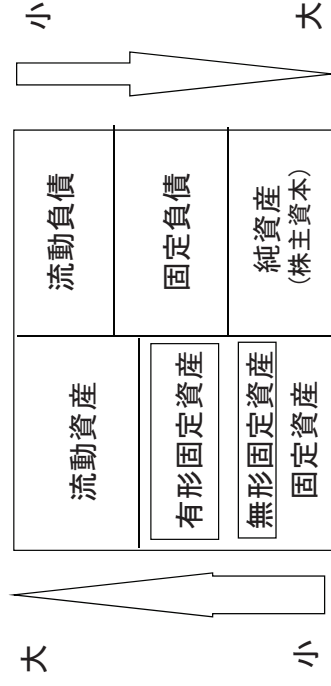 大
小
流動資産
有形固定資産
無形固定資産
固定資産
流動負債
固定負債
純資産
(株主資本)
小
大